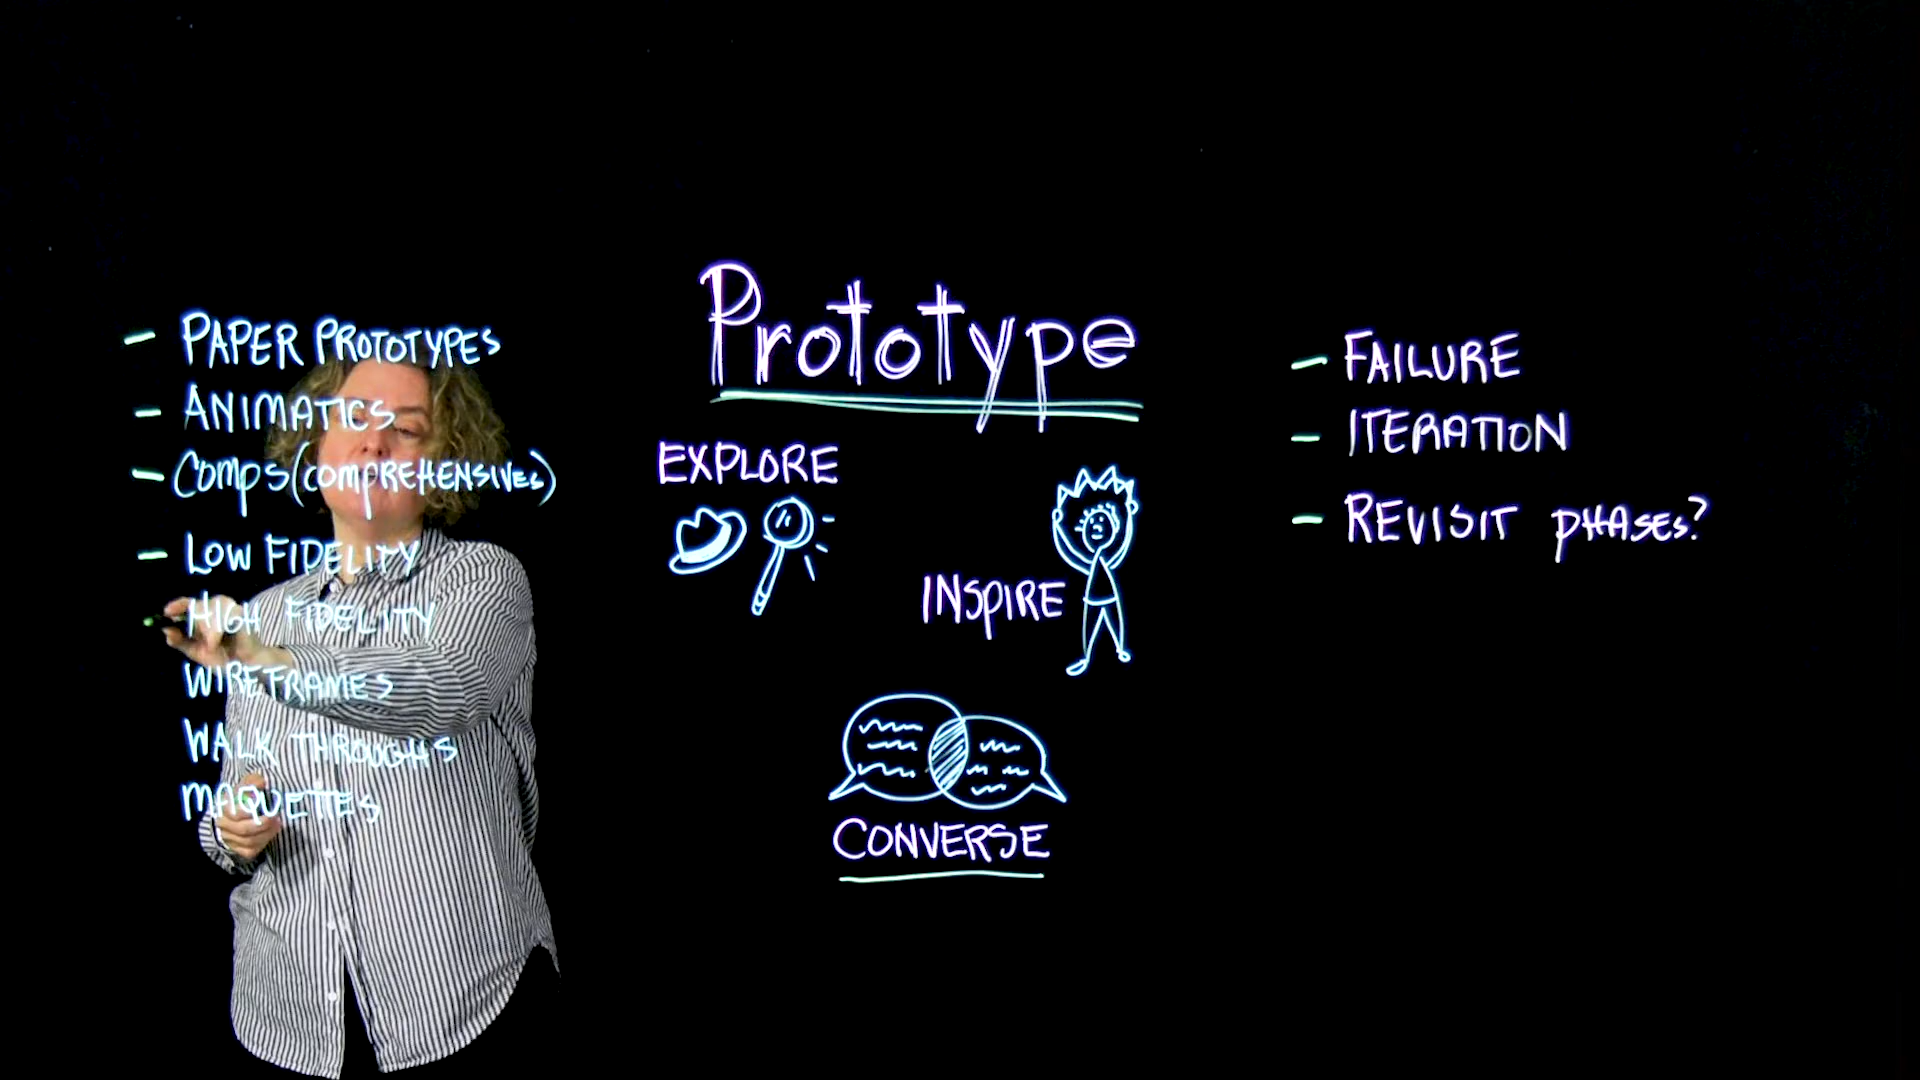 Prototype
- PAPER PROTOTYPES
- ANIMATICS
- COMPS (COMPREHENSIVES)
- LOW FIDELITY
HIGH FIDELITY
WIREFRAMES
WALK THROUGHS
MAQUETTES
EXPLORE
INSPIRE
CONVERSE
- FAILURE
- ITERATION
- REVISIT PHASES?